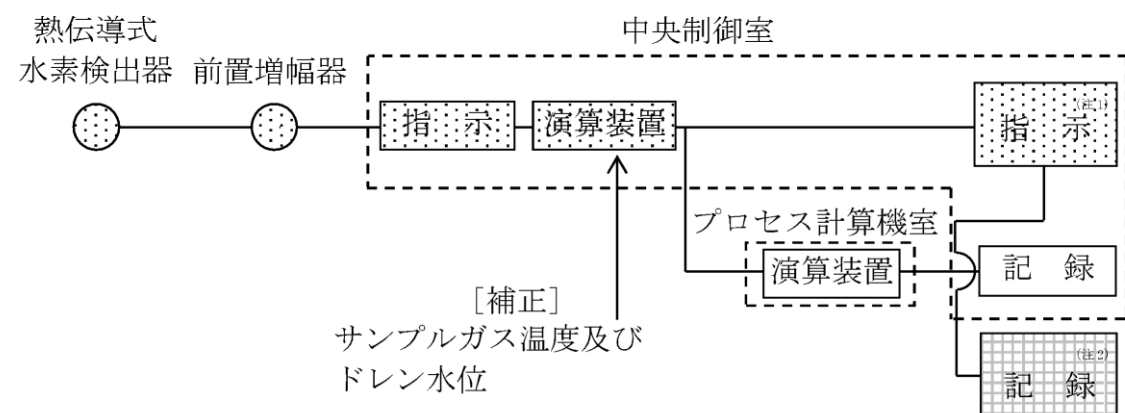 熱伝導式
水素検出器
前置増幅器
中央制御室
指 示
演算装置
(注1)
指 示
プロセス計算機室
演算装置
記 録
[補正]
サンプルガス温度及び
ドレン水位
(注2)
記 録